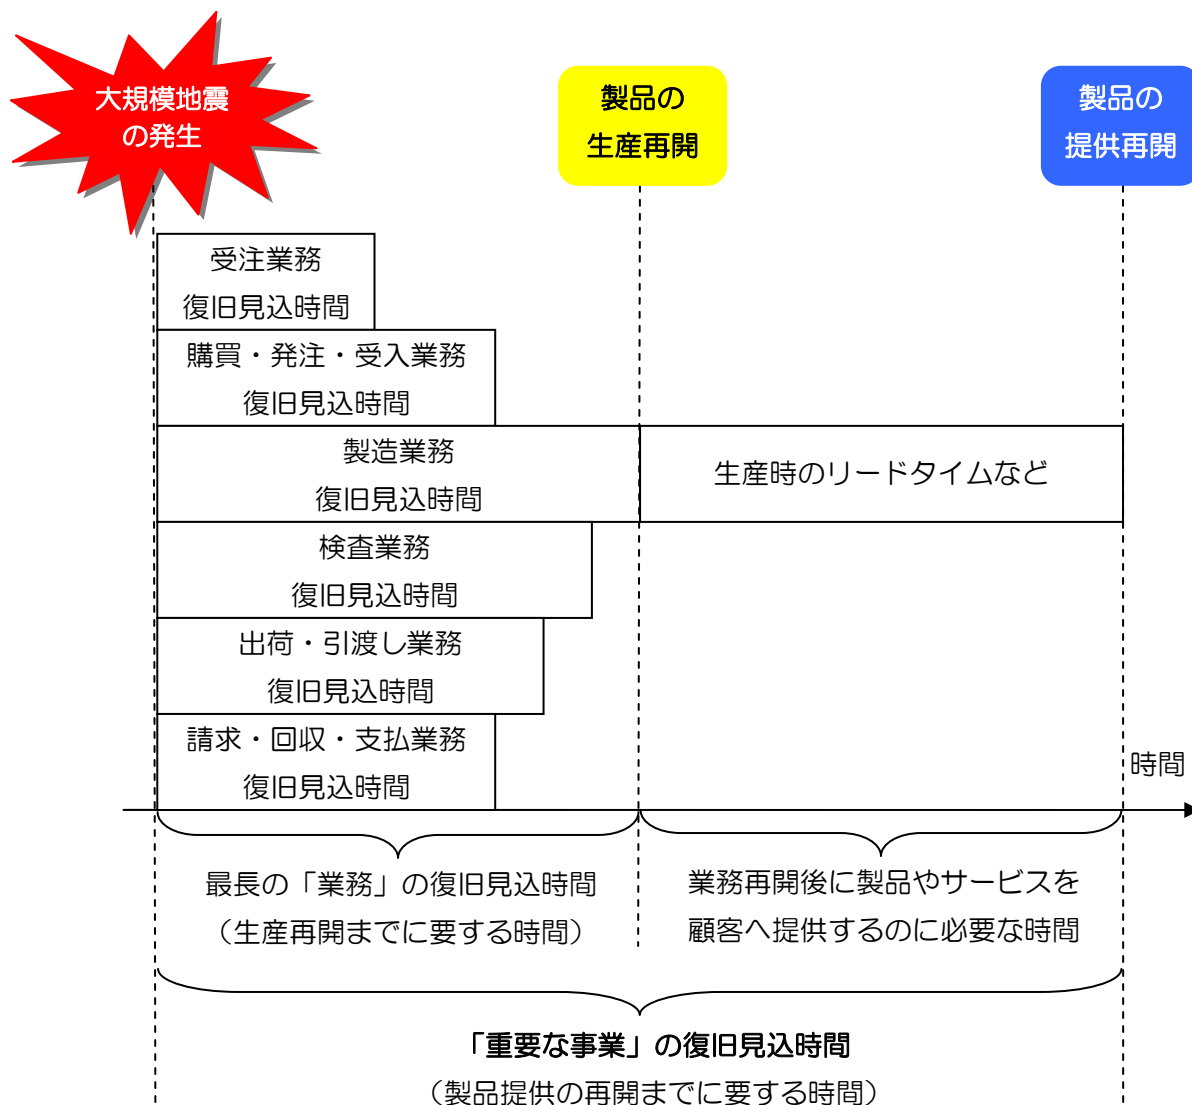 大規模地震
の発生
製品の
生産再開
製品の
提供再開
受注業務
復旧見込時間
購買・発注・受入業務
復旧見込時間
製造業務
復旧見込時間
生産時のリードタイムなど
検査業務
復旧見込時間
出荷・引渡し業務
復旧見込時間
請求・回収・支払業務
復旧見込時間
時間
最長の「業務」の復旧見込時間
（生産再開までに要する時間）
業務再開後に製品やサービスを
顧客へ提供するのに必要な時間
「重要な事業」の復旧見込時間
（製品提供の再開までに要する時間）